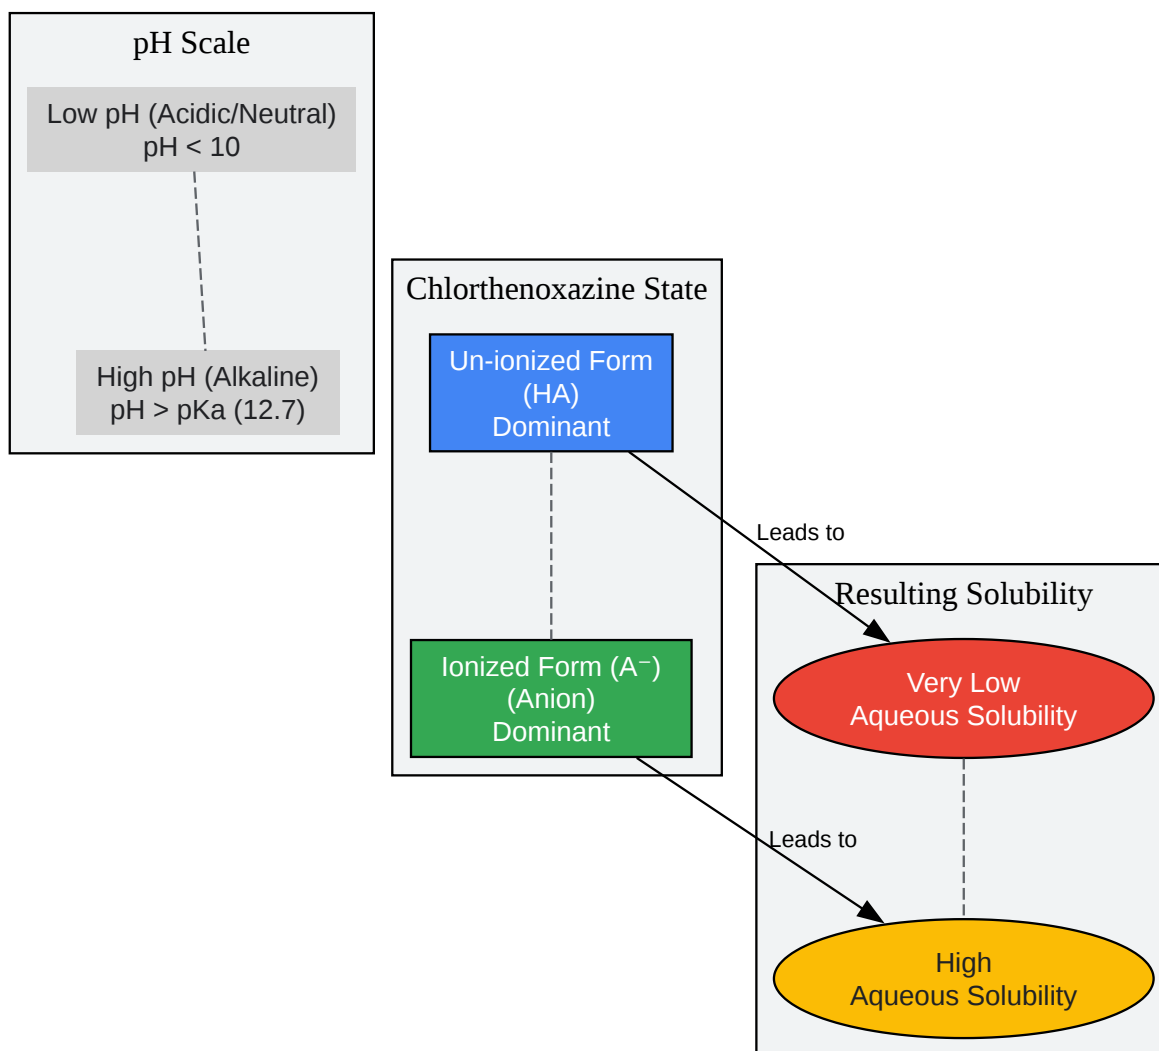 pH Scale
Low pH (Acidic/Neutral)
pH < 10
High pH (Alkaline)
pH > pKa (12.7)
Chlorthenoxazine State
Un-ionized Form
(HA)
Dominant
Ionized Form (A⁻)
(Anion)
Dominant
Leads to
Leads to
Resulting Solubility
Very Low
Aqueous Solubility
High
Aqueous Solubility